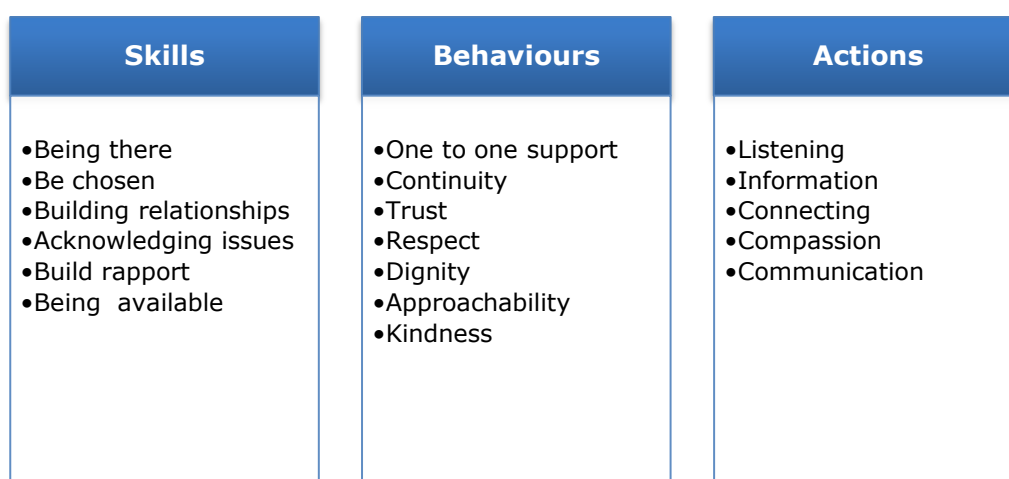 Skills
•Being there
•Be chosen
•Building relationships
•Acknowledging issues
•Build rapport
•Being  available
Behaviours
•One to one support
•Continuity
•Trust
•Respect
•Dignity
•Approachability
•Kindness
Actions
•Listening
•Information
•Connecting
•Compassion
•Communication